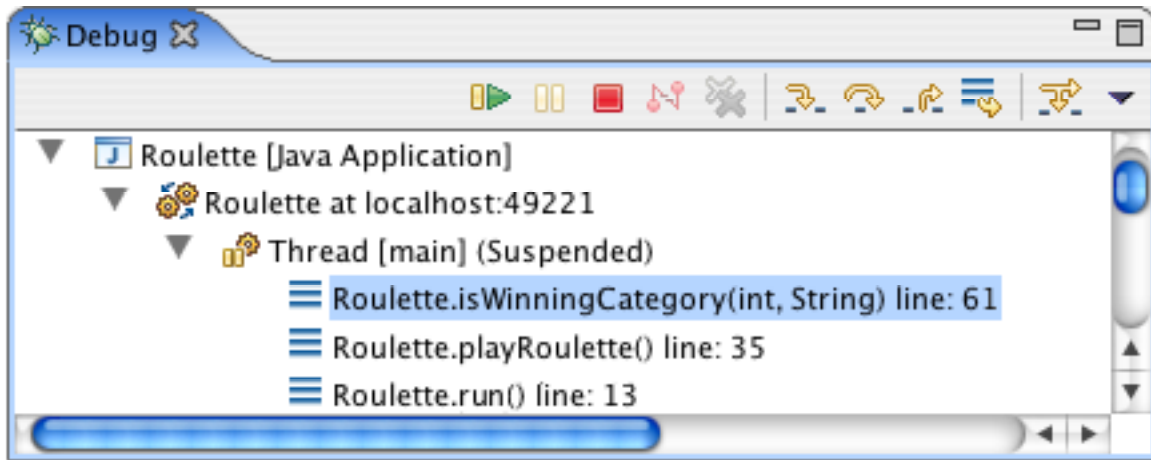 Debug
Roulette [Java Application]
Roulette at localhost:49221
Thread [main] (Suspended)
Roulette.isWinningCategory(int, String) line: 61
Roulette.playRoulette() line: 35
Roulette.run() line: 13